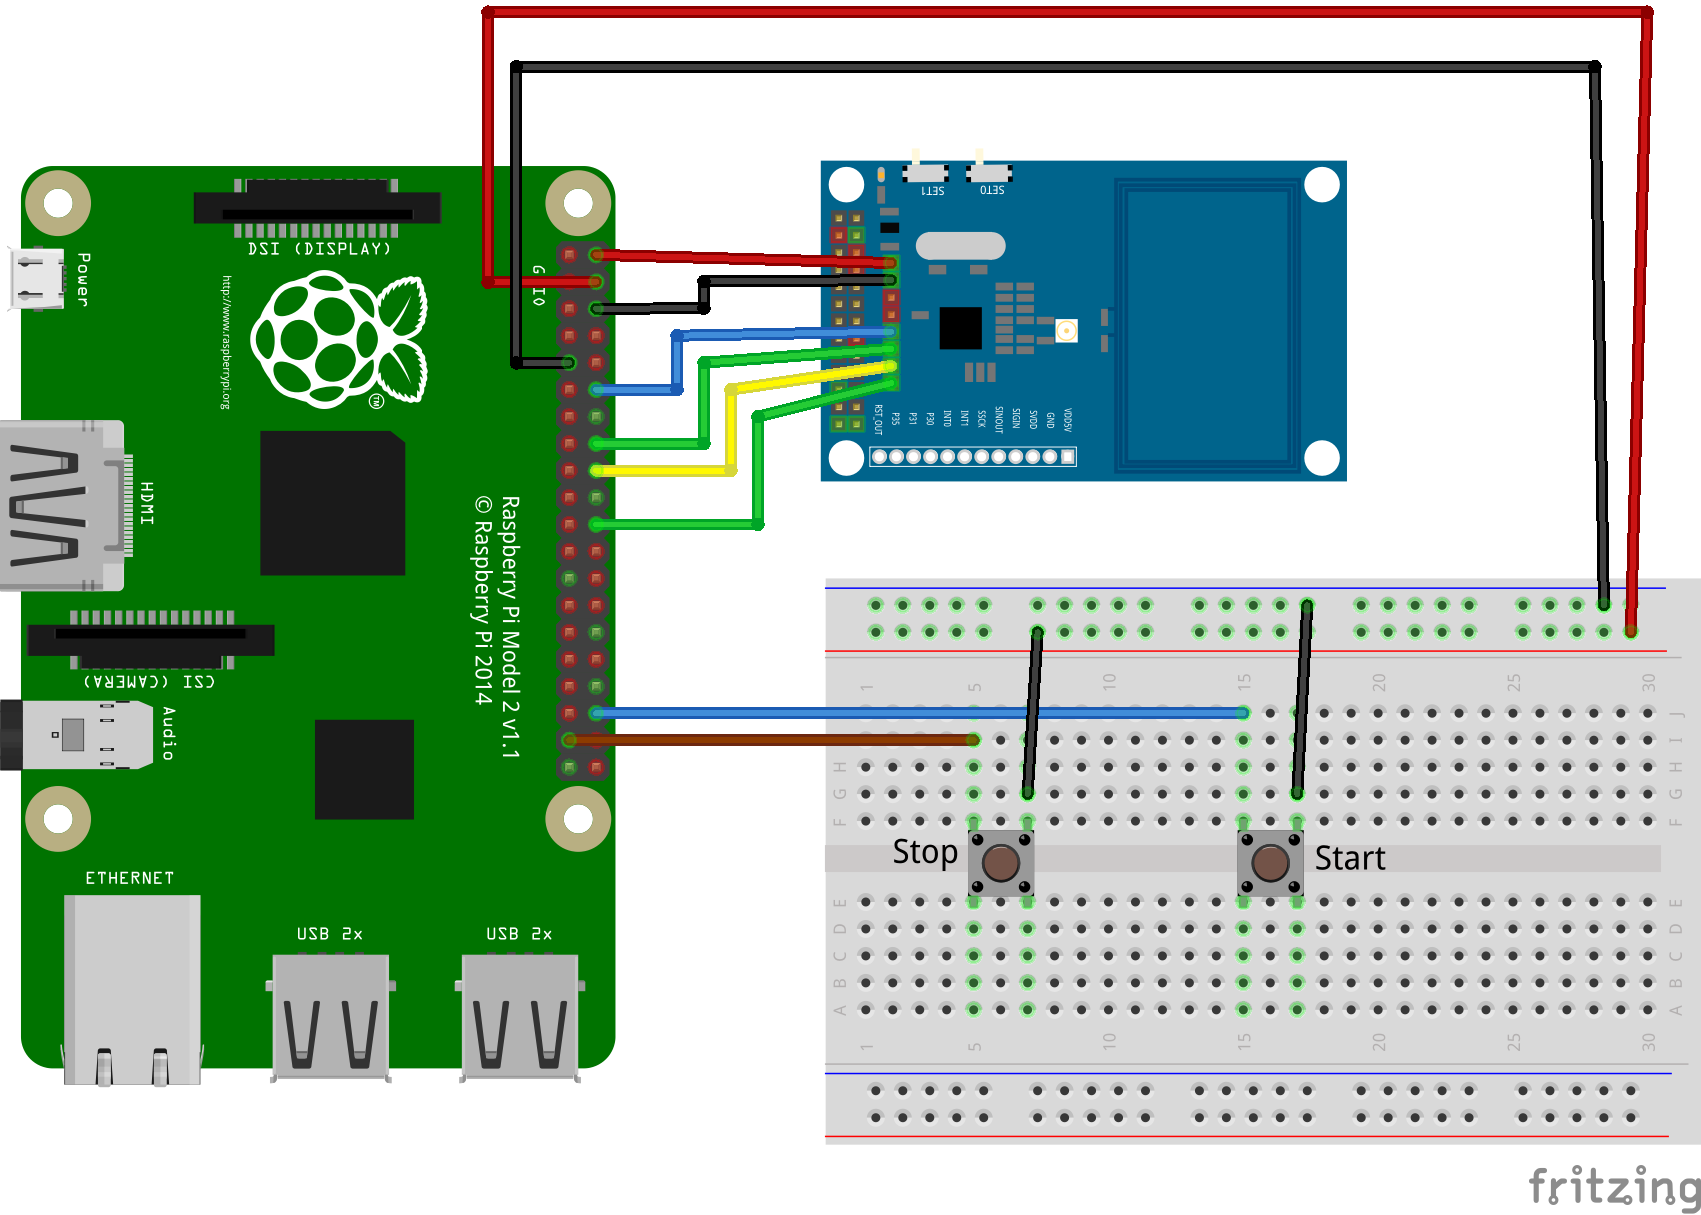 SET1
SET0
DSI (DISPLAY)
Power
GPIO
http://www.raspberrypi.org
TM
HDMI
Raspberry Pi Model 2 v1.1
© Raspberry Pi 2014
RST_OUT
P35
P31
P30
INT0
INT1
SSCK
SINOUT
SIGIN
SVDD
GND
VDD5V
CSI (CAMERA)
Audio
ETHERNET
USB 2x
USB 2x
1
5
10
15
20
25
30
J
I
H
H
G
G
F
F
Stop
Start
E
E
D
D
C
C
B
B
A
A
1
5
10
15
20
25
30
fritzing